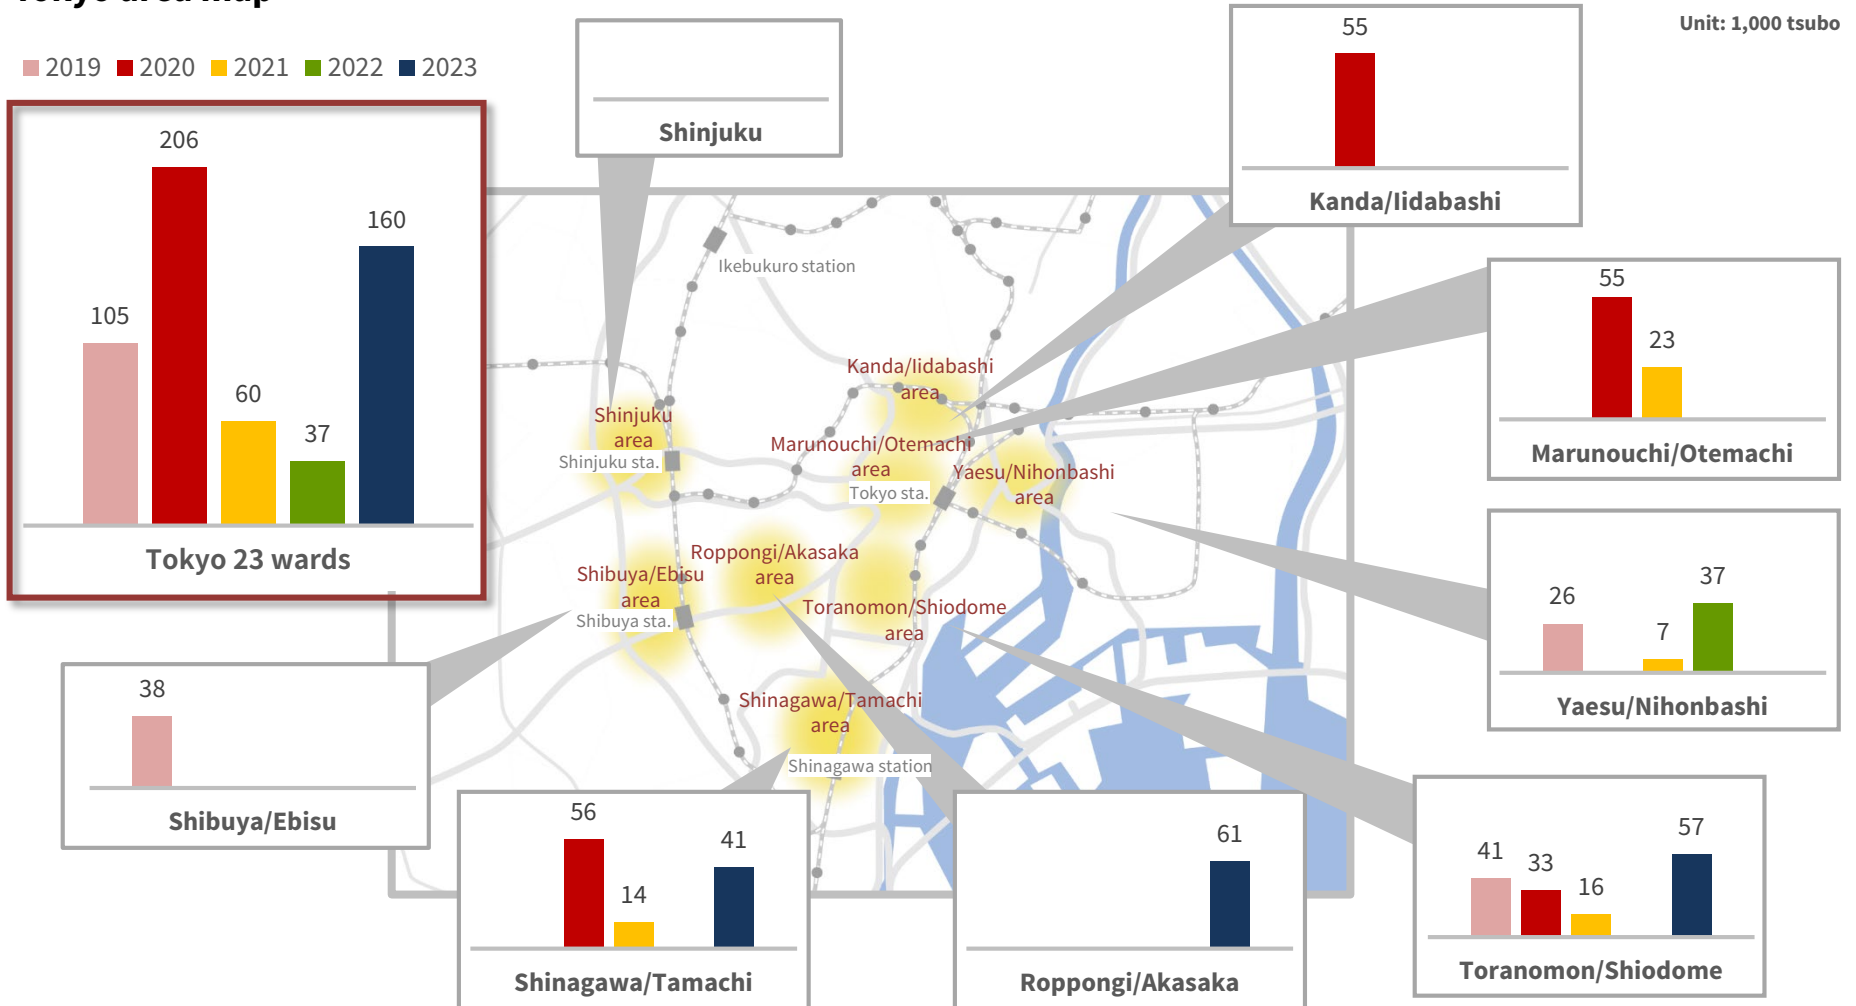 Tokyo area map
Unit: 1,000 tsubo
2019 2020 2021 2022 2023
105
206
60
37
160
Tokyo 23 wards
Shinjuku
55
Kanda/Iidabashi
55
23
Marunouchi/Otemachi
26
7
37
Yaesu/Nihonbashi
41
33
16
57
Toranomon/Shiodome
61
Roppongi/Akasaka
56
14
41
Shinagawa/Tamachi
38
Shibuya/Ebisu
Ikebukuro station
Kanda/Iidabashi
area
Shinjuku
area
Shinjuku sta.
Marunouchi/Otemachi
area
Tokyo sta.
Yaesu/Nihonbashi
area
Roppongi/Akasaka
area
Shibuya/Ebisu
area
Shibuya sta.
Toranomon/Shiodome
area
Shinagawa/Tamachi
area
Shinagawa station